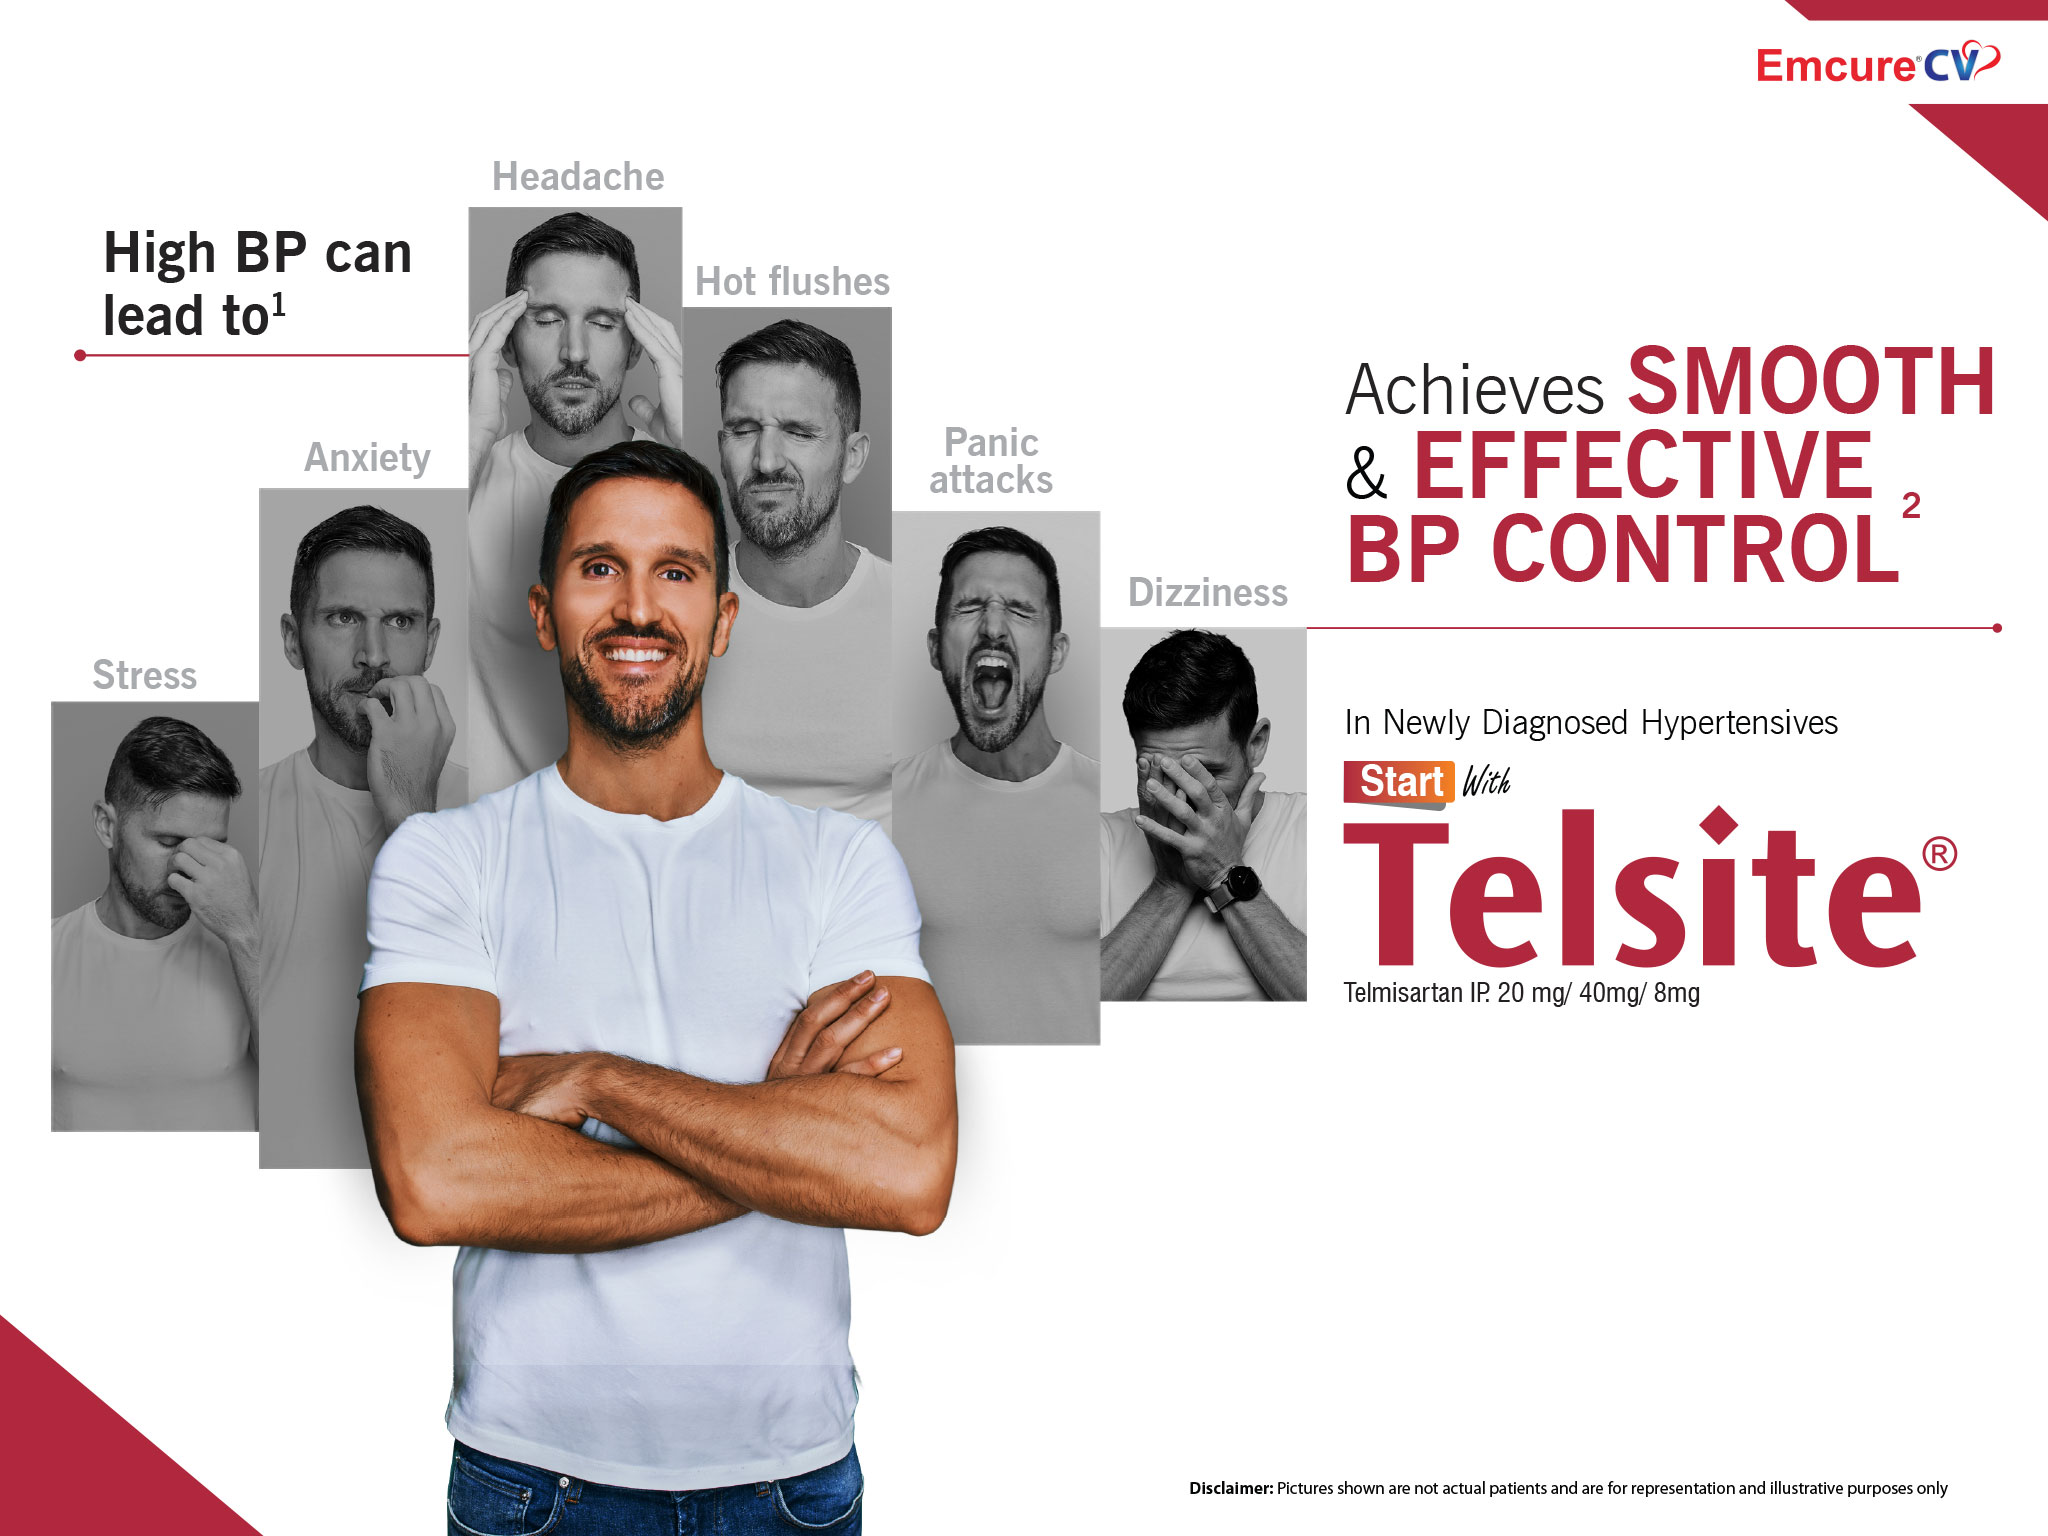 Emcure® CV
High BP can
lead to1
Headache
Hot flushes
Anxiety
Panic
attacks
Dizziness
Stress
Achieves SMOOTH
& EFFECTIVE
BP CONTROL2
In Newly Diagnosed Hypertensives
Start With
Telsite®
Telmisartan IP. 20 mg/ 40mg/ 8mg
Disclaimer: Pictures shown are not actual patients and are for representation and illustrative purposes only